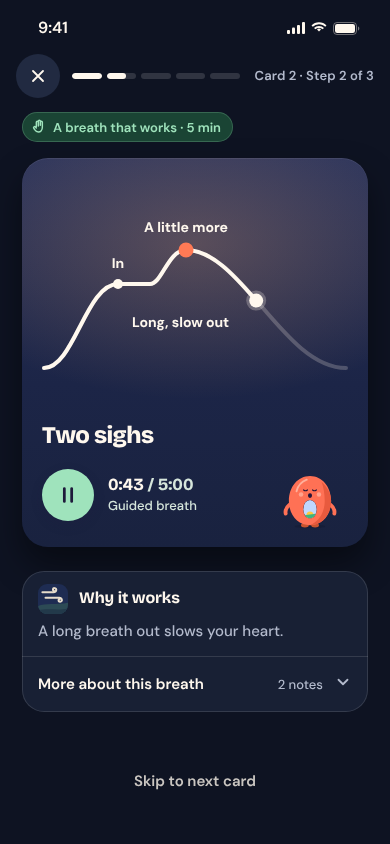 9:41
Card 2 · Step 2 of 3
A breath that works · 5 min
A little more
In
Long, slow out
Two sighs
0:43 / 5:00
Guided breath
Why it works
A long breath out slows your heart.
More about this breath 2 notes
Skip to next card